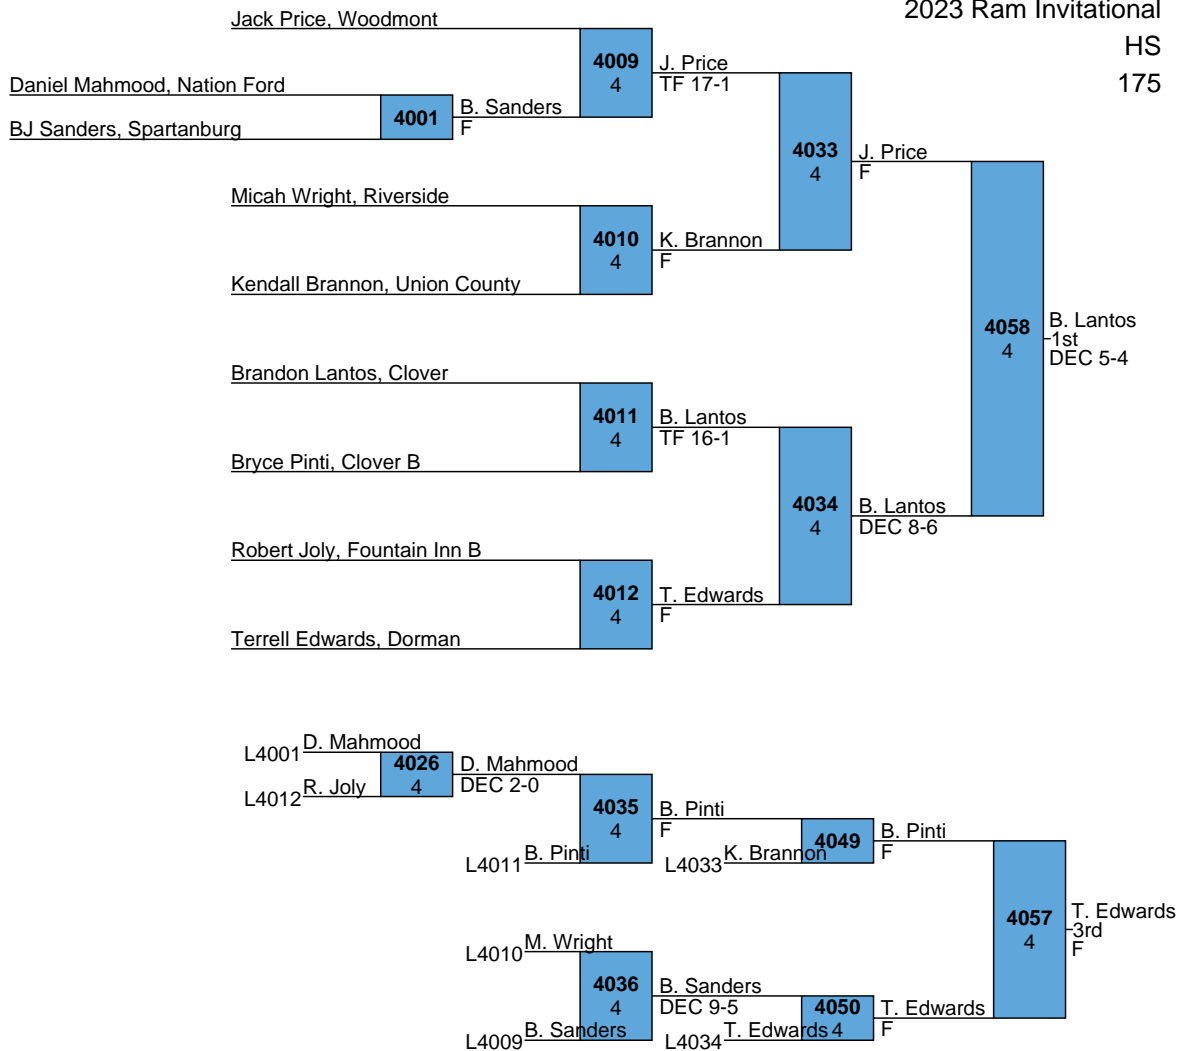 2023 Ram Invitational
HS
175
Jack Price, Woodmont
4009
4
J. Price
TF 17-1
Daniel Mahmood, Nation Ford
4001
B. Sanders
F
BJ Sanders, Spartanburg
4033
4
J. Price
F
Micah Wright, Riverside
4010
4
K. Brannon
F
Kendall Brannon, Union County
4058
4
B. Lantos
1st
DEC 5-4
Brandon Lantos, Clover
4011
4
B. Lantos
TF 16-1
Bryce Pinti, Clover B
4034
4
B. Lantos
DEC 8-6
Robert Joly, Fountain Inn B
4012
4
T. Edwards
F
Terrell Edwards, Dorman
L4001
D. Mahmood
4026
4
D. Mahmood
DEC 2-0
L4012
R. Joly
4035
4
B. Pinti
F
L4011
B. Pinti
L4033
K. Brannon
4049
B. Pinti
F
4057
4
T. Edwards
3rd
F
L4010
M. Wright
4036
4
B. Sanders
DEC 9-5
L4009
B. Sanders
L4034
T. Edwards
4050
4
T. Edwards
F